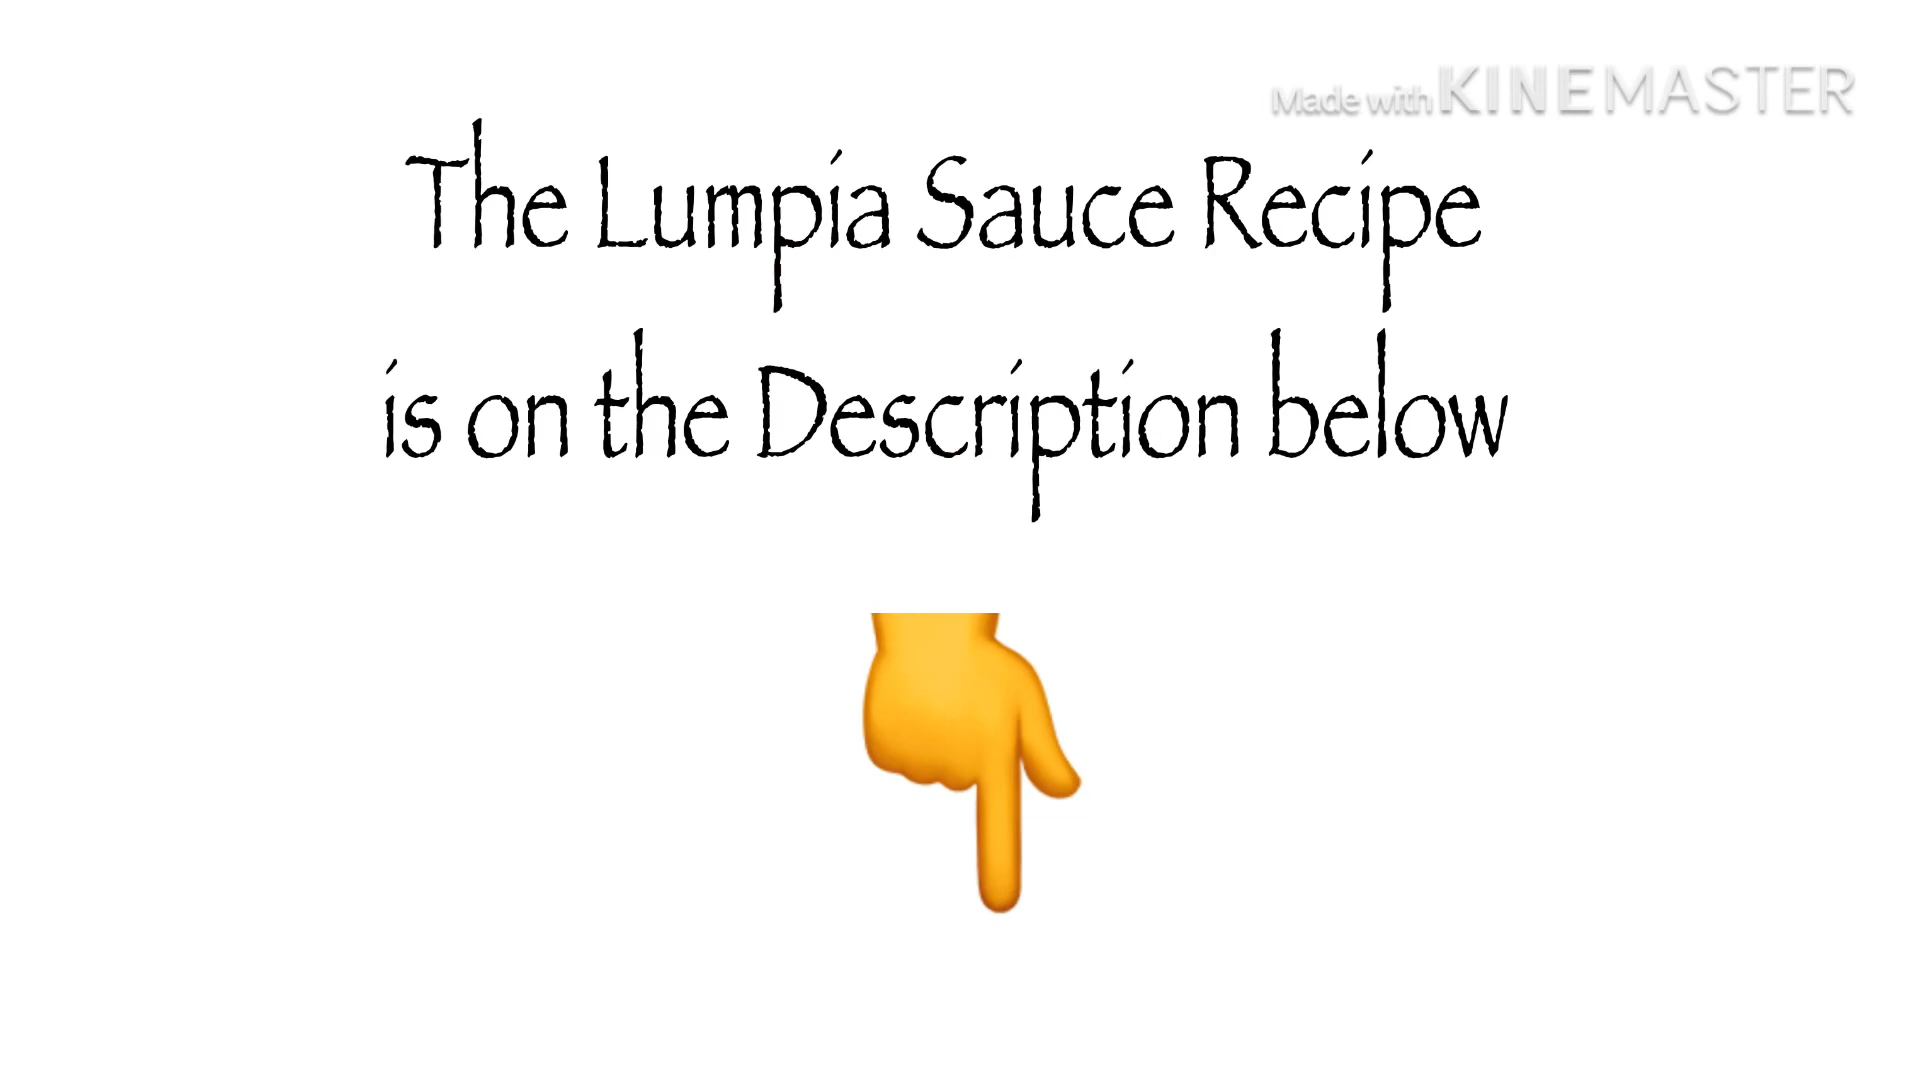 Made with KINEMASTER
The Lumpia Sauce Recipe
is on the Description below